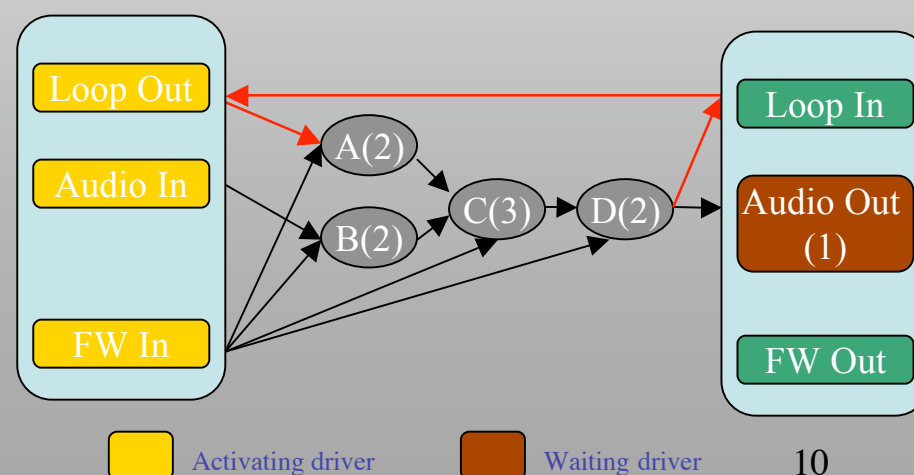 Loop Out
Audio In
FW In
A(2)
B(2)
C(3)
D(2)
Loop In
Audio Out
(1)
FW Out
Activating driver
Waiting driver
10